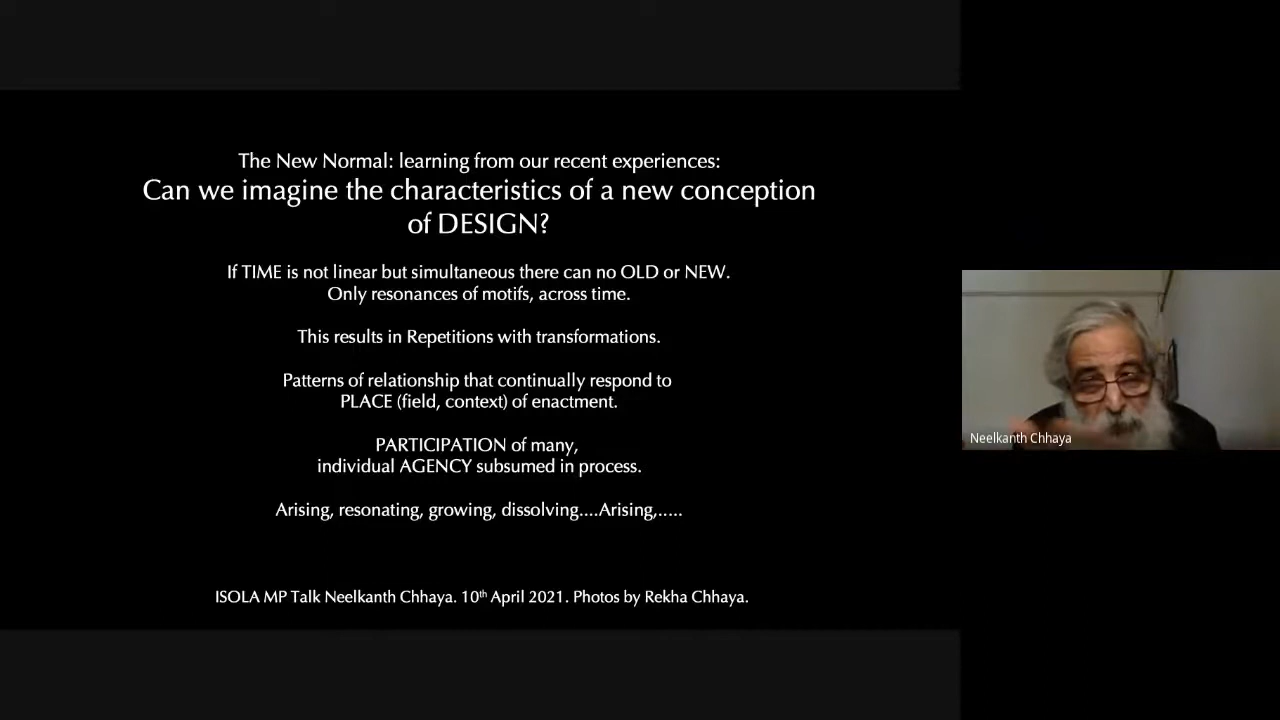 The New Normal: learning from our recent experiences:
Can we imagine the characteristics of a new conception
of DESIGN?
If TIME is not linear but simultaneous there can no OLD or NEW.
Only resonances of motifs, across time.
This results in Repetitions with transformations.
Patterns of relationship that continually respond to
PLACE (field, context) of enactment.
PARTICIPATION of many,
individual AGENCY subsumed in process.
Arising, resonating, growing, dissolving....Arising,.....
ISOLA MP Talk Neelkanth Chhaya. 10th April 2021. Photos by Rekha Chhaya.
Neelkanth Chhaya